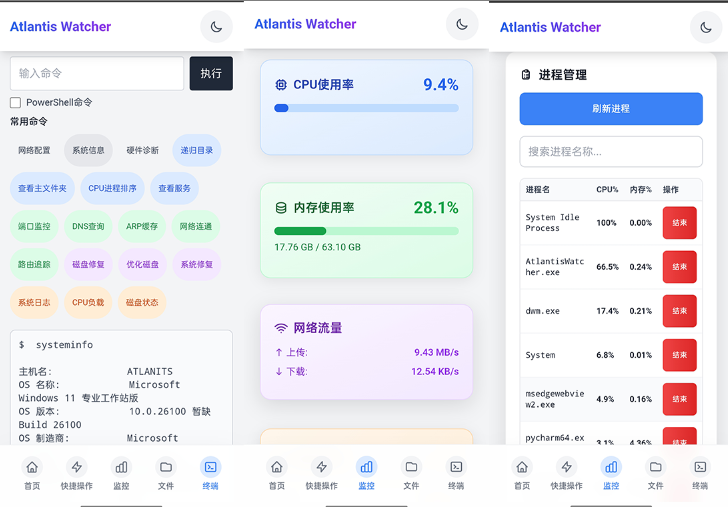 Atlantis Watcher
输入命令
执行
PowerShell命令
常用命令
网络配置
系统信息
硬件诊断
递归目录
查看主文件夹
CPU进程排序
查看服务
端口监控
DNS查询
ARP缓存
网络连通
路由追踪
磁盘修复
优化磁盘
系统修复
系统日志
CPU负载
磁盘状态
$ systeminfo
主机名: ATLANITS
OS 名称: Microsoft
Windows 11 专业工作站版
OS 版本: 10.0.26100 暂缺
Build 26100
OS 制造商: Microsoft
首页
快捷操作
监控
文件
终端
Atlantis Watcher
CPU使用率
9.4%
内存使用率
28.1%
17.76 GB / 63.10 GB
网络流量
↑ 上传:
9.43 MB/s
↓ 下载:
12.54 KB/s
首页
快捷操作
监控
文件
终端
Atlantis Watcher
进程管理
刷新进程
搜索进程名称...
进程名 CPU% 内存% 操作
System Idle
Process
100% 0.00% 结束
AtlantisWatc
her.exe
66.5% 0.24% 结束
dwm.exe 17.4% 0.21% 结束
System 6.8% 0.01% 结束
msedgewebvie
w2.exe
4.9% 0.16% 结束
pycharm64.ex
3.1% 4.36% 结束
首页
快捷操作
监控
文件
终端